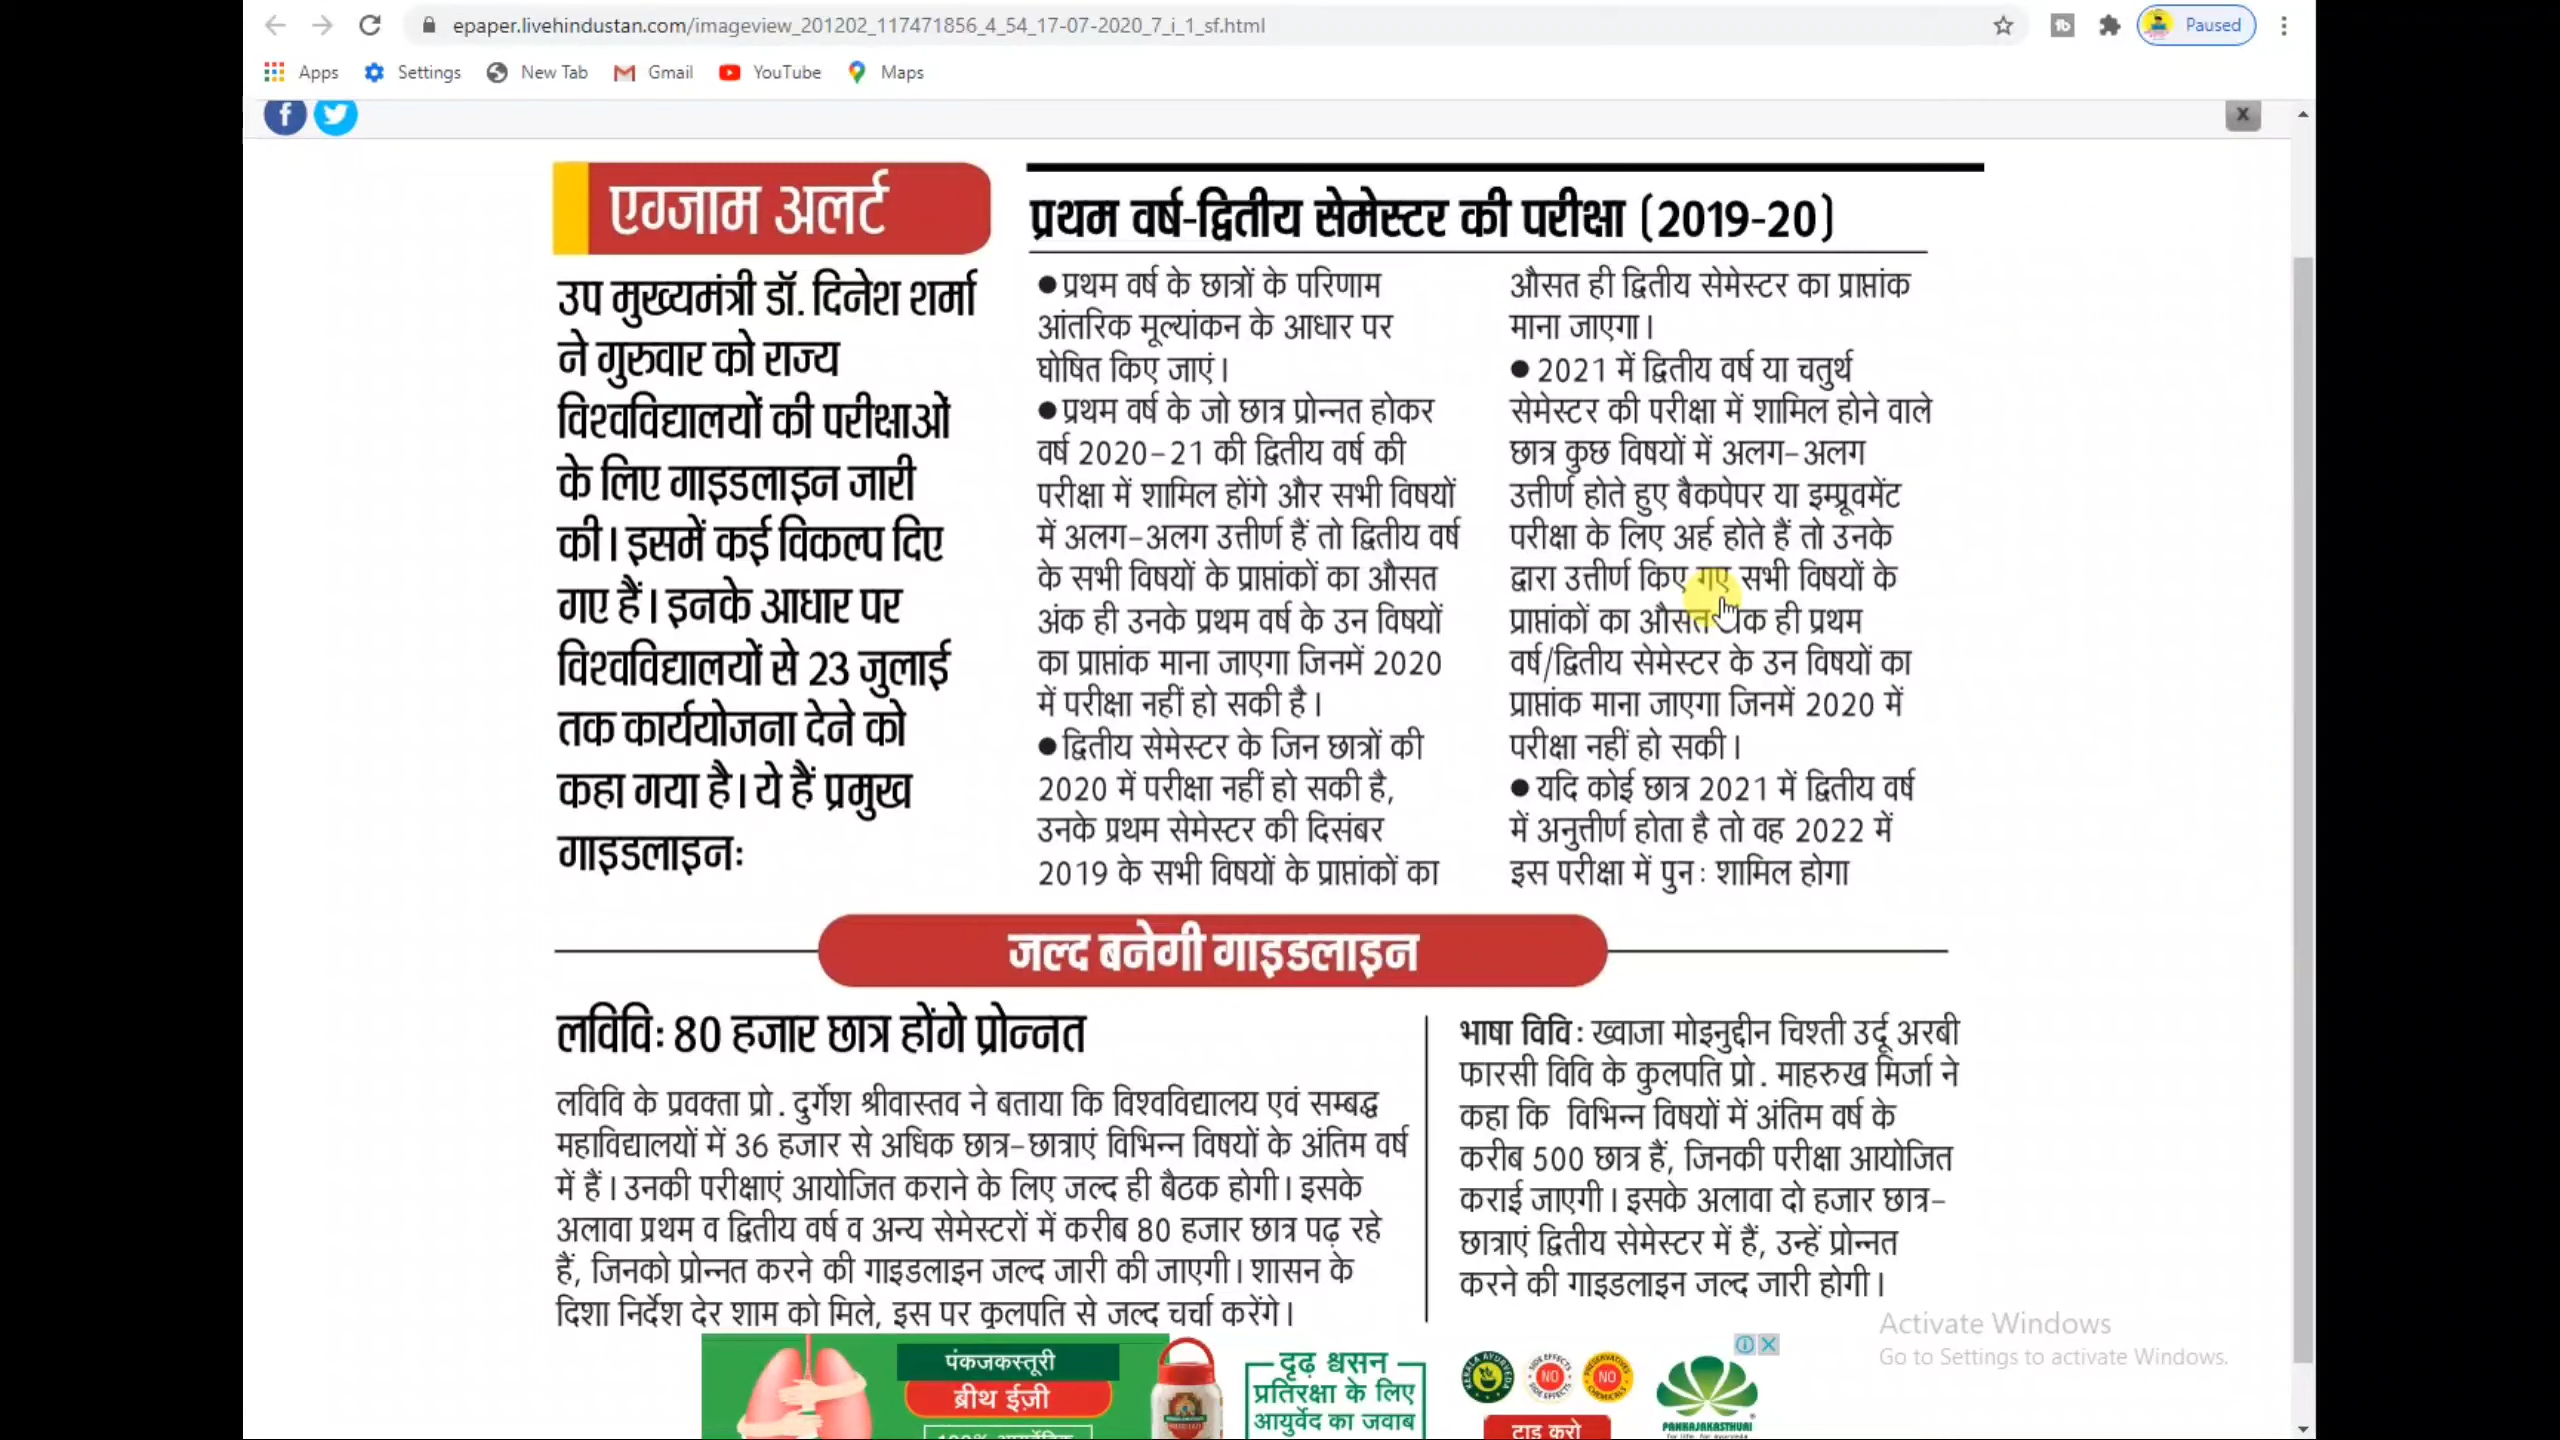 epaper.livehindustan.com/imageview_201202_117471856_4_54_17-07-2020_7_i_1_sf.html
Paused
Apps
Settings
New Tab
Gmail
YouTube
Maps
X
एग्जाम अलर्ट
उप मुख्यमंत्री डॉ. दिनेश शर्मा
ने गुरुवार को राज्य
विश्वविद्यालयों की परीक्षाओं
के लिए गाइडलाइन जारी
की। इसमें कई विकल्प दिए
गए हैं। इनके आधार पर
विश्वविद्यालयों से 23 जुलाई
तक कार्ययोजना देने को
कहा गया है। ये हैं प्रमुख
गाइडलाइनः
प्रथम वर्ष-द्वितीय सेमेस्टर की परीक्षा (2019-20)
●प्रथम वर्ष के छात्रों के परिणाम
आंतरिक मूल्यांकन के आधार पर
घोषित किए जाएं।
●प्रथम वर्ष के जो छात्र प्रोन्नत होकर
वर्ष 2020-21 की द्वितीय वर्ष की
परीक्षा में शामिल होंगे और सभी विषयों
में अलग-अलग उत्तीर्ण हैं तो द्वितीय वर्ष
के सभी विषयों के प्राप्तांकों का औसत
अंक ही उनके प्रथम वर्ष के उन विषयों
का प्राप्तांक माना जाएगा जिनमें 2020
में परीक्षा नहीं हो सकी है।
●द्वितीय सेमेस्टर के जिन छात्रों की
2020 में परीक्षा नहीं हो सकी है,
उनके प्रथम सेमेस्टर की दिसंबर
2019 के सभी विषयों के प्राप्तांकों का
औसत ही द्वितीय सेमेस्टर का प्राप्तांक
माना जाएगा।
● 2021 में द्वितीय वर्ष या चतुर्थ
सेमेस्टर की परीक्षा में शामिल होने वाले
छात्र कुछ विषयों में अलग-अलग
उत्तीर्ण होते हुए बैकपेपर या इम्प्रूवमेंट
परीक्षा के लिए अर्ह होते हैं तो उनके
द्वारा उत्तीर्ण किए गए सभी विषयों के
प्राप्तांकों का औसत ही प्रथम
वर्ष/द्वितीय सेमेस्टर के उन विषयों का
प्राप्तांक माना जाएगा जिनमें 2020 में
परीक्षा नहीं हो सकी।
● यदि कोई छात्र 2021 में द्वितीय वर्ष
में अनुत्तीर्ण होता है तो वह 2022 में
इस परीक्षा में पुनः शामिल होगा
जल्द बनेगी गाइडलाइन
लविविः 80 हजार छात्र होंगे प्रोन्नत
लविवि के प्रवक्ता प्रो. दुर्गेश श्रीवास्तव ने बताया कि विश्वविद्यालय एवं सम्बद्ध
महाविद्यालयों में 36 हजार से अधिक छात्र-छात्राएं विभिन्न विषयों के अंतिम वर्ष
में हैं। उनकी परीक्षाएं आयोजित कराने के लिए जल्द ही बैठक होगी। इसके
अलावा प्रथम व द्वितीय वर्ष व अन्य सेमेस्टरों में करीब 80 हजार छात्र पढ़ रहे
हैं, जिनको प्रोन्नत करने की गाइडलाइन जल्द जारी की जाएगी। शासन के
दिशा निर्देश देर शाम को मिले, इस पर कुलपति से जल्द चर्चा करेंगे।
भाषा विविः ख्वाजा मोइनुद्दीन चिश्ती उर्दू अरबी
फारसी विवि के कुलपति प्रो. माहरुख मिर्जा ने
कहा कि विभिन्न विषयों में अंतिम वर्ष के
करीब 500 छात्र हैं, जिनकी परीक्षा आयोजित
कराई जाएगी। इसके अलावा दो हजार छात्र-
छात्राएं द्वितीय सेमेस्टर में हैं, उन्हें प्रोन्नत
करने की गाइडलाइन जल्द जारी होगी।
Activate Windows
Go to Settings to activate Windows.
पंकजकस्तूरी
ब्रीथ ईज़ी
दृढ़ श्वसन
प्रतिरक्षा के लिए
आयुर्वेद का जवाब
KERALA AYURVEDA
NO SIDE EFFECTS
NO
PANKAJAKASTHURI